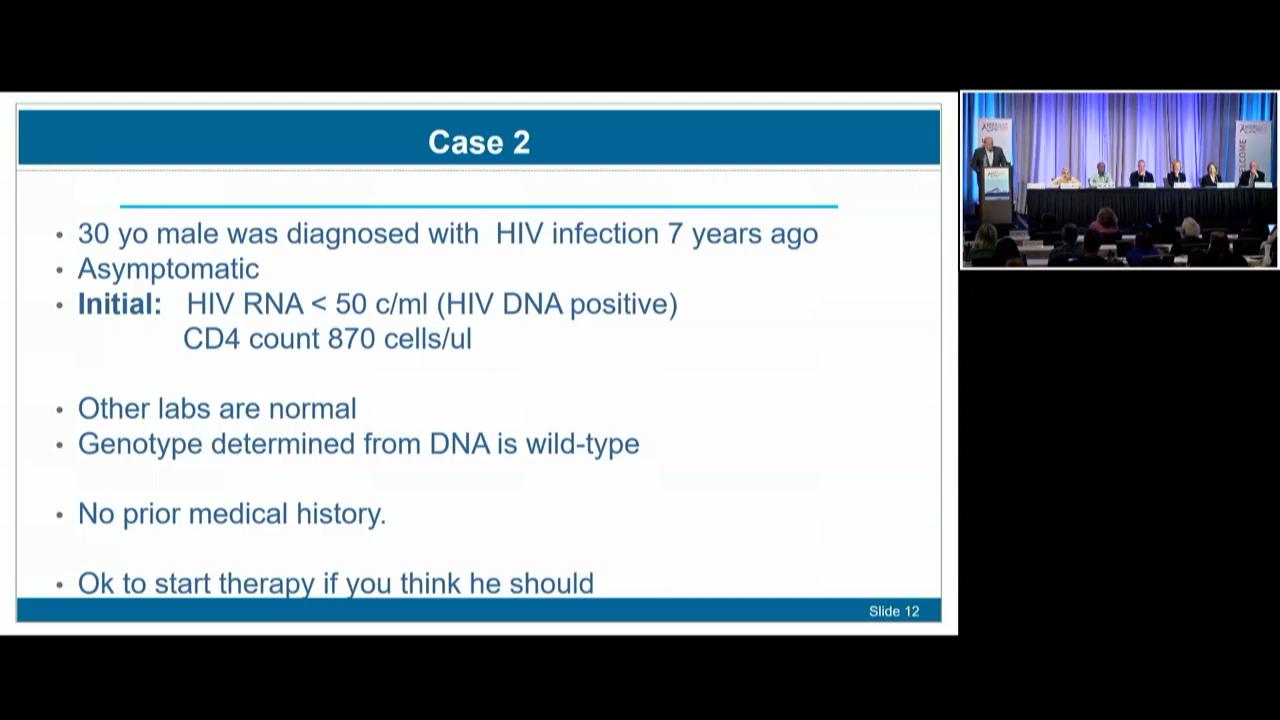 Case 2
• 30 yo male was diagnosed with HIV infection 7 years ago
• Asymptomatic
• Initial: HIV RNA < 50 c/ml (HIV DNA positive)
CD4 count 870 cells/ul
• Other labs are normal
• Genotype determined from DNA is wild-type
• No prior medical history.
• Ok to start therapy if you think he should
Slide 12